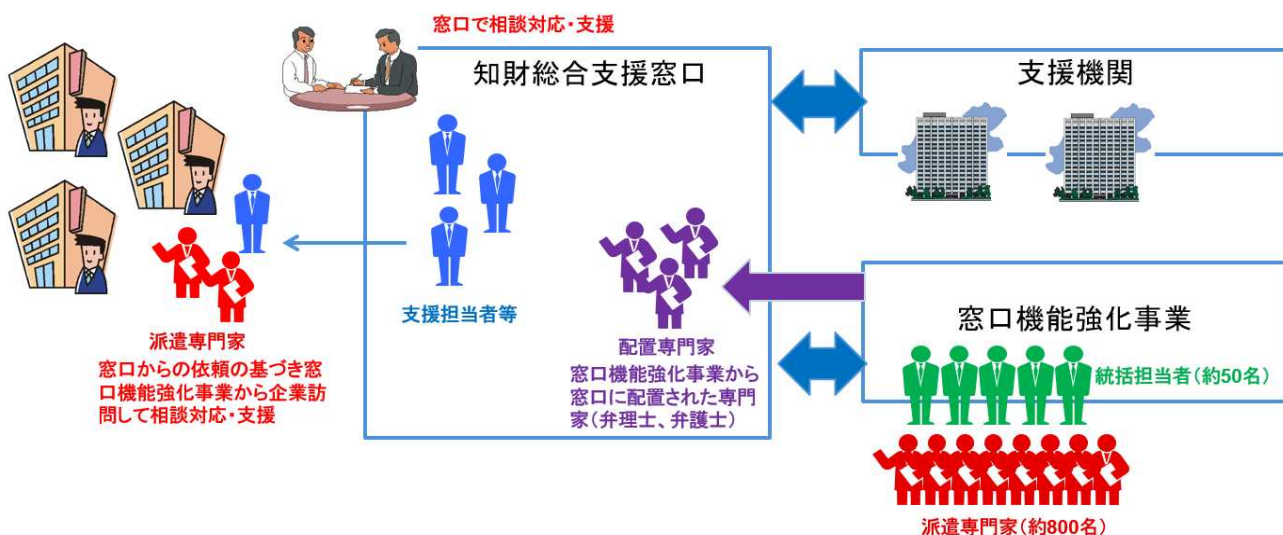 窓口で相談対応・支援
知財総合支援窓口
支援機関
支援担当者等
派遣専門家
窓口からの依頼の基づき窓
口機能強化事業から企業訪
問して相談対応・支援
配置専門家
窓口機能強化事業から
窓口に配置された専門
家(弁理士、弁護士)
窓口機能強化事業
統括担当者(約50名)
派遣専門家(約800名)